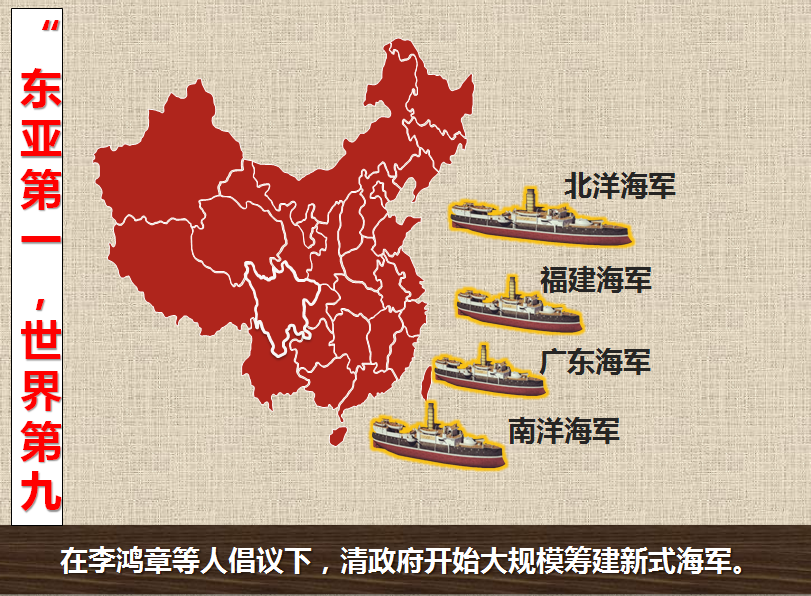 “东亚第一，世界第九
北洋海军
福建海军
广东海军
南洋海军
在李鸿章等人倡议下，清政府开始大规模筹建新式海军。